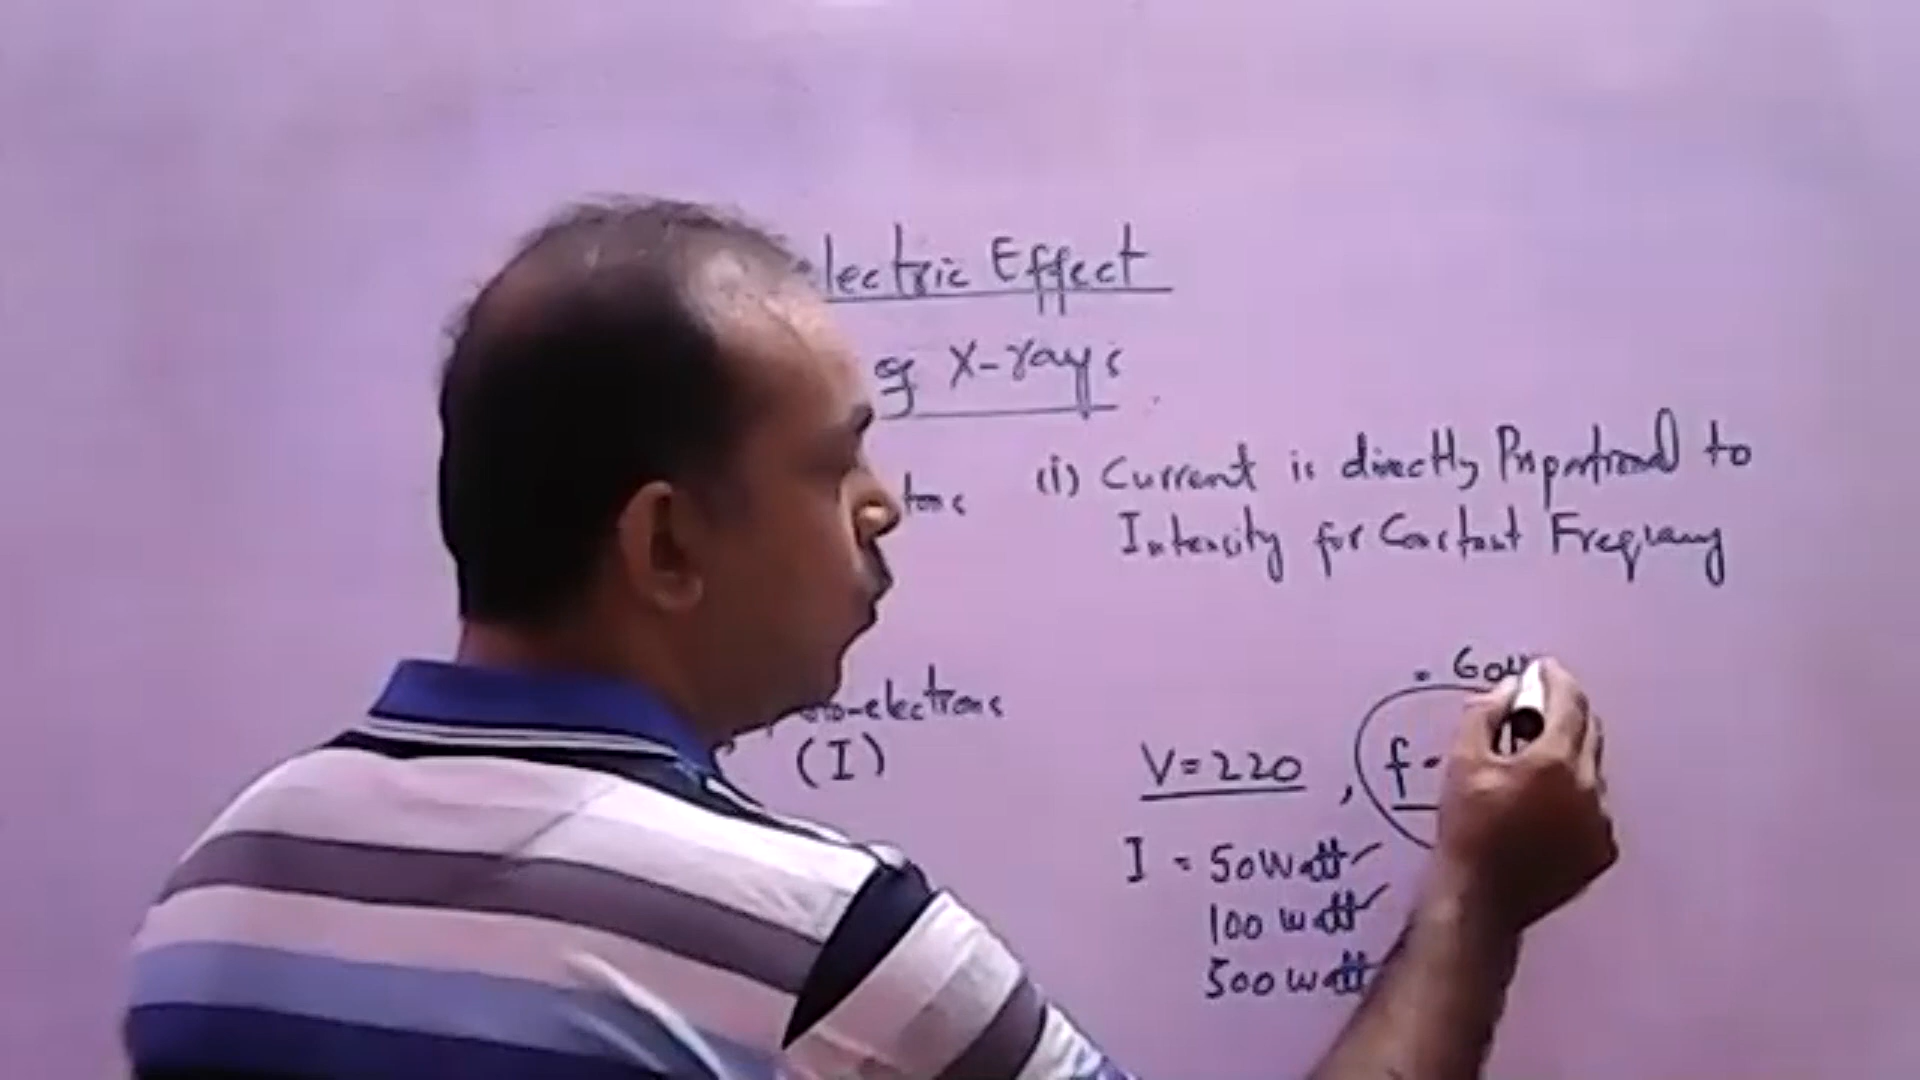 lectric Effect
of X-rays
(i) Current is directly Proportional to
Intensity for Constant Frequency
-electrons
(I)
= 60
V=220 , f =
I = 50 Watt
100 watt
500 watt